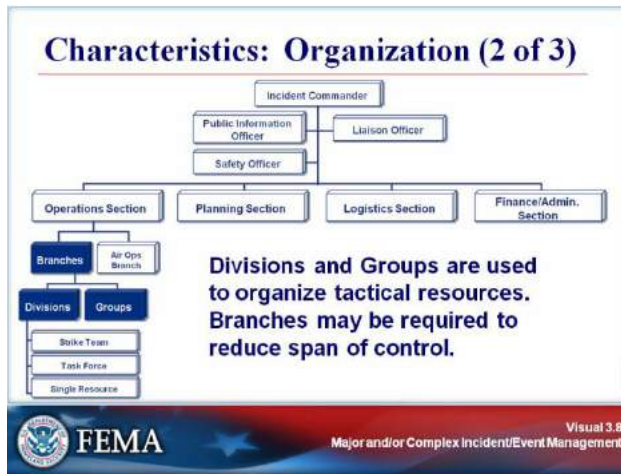 Characteristics: Organization (2 of 3)
Incident Commander
Public Information
Officer
Liaison Officer
Safety Officer
Operations Section
Planning Section
Logistics Section
Finance/Admin.
Section
Branches
Air Ops
Branch
Divisions
Groups
Strike Team
Task Force
Single Resource
Divisions and Groups are used
to organize tactical resources.
Branches may be required to
reduce span of control.
FEMA
Visual 3.8
Major and/or Complex Incident/Event Management